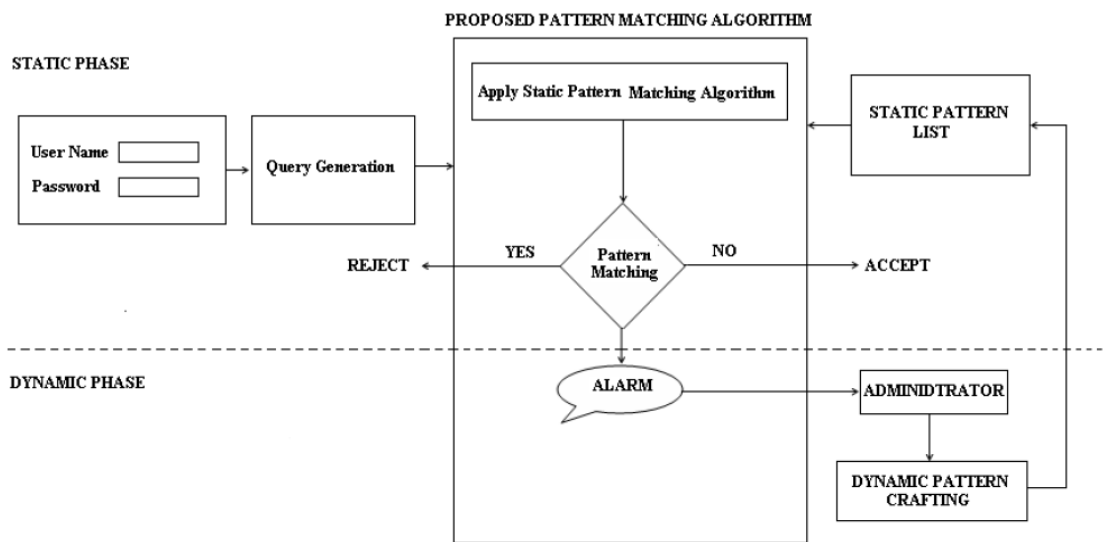 PROPOSED PATTERN MATCHING ALGORITHM
STATIC PHASE
Apply Static Pattern Matching Algorithm
STATIC PATTERN
LIST
User Name
Password
Query Generation
REJECT
YES
Pattern
Matching
NO
ACCEPT
DYNAMIC PHASE
ALARM
ADMINIDTRATOR
DYNAMIC PATTERN
CRAFTING